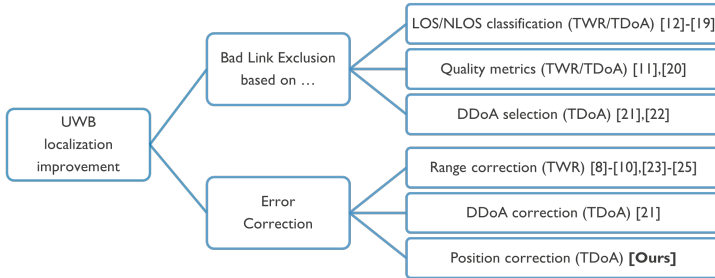 UWB
localization
improvement
Bad Link Exclusion
based on ...
LOS/NLOS classification (TWR/TDoA) [12]-[19]
Quality metrics (TWR/TDoA) [11],[20]
DDoA selection (TDoA) [21],[22]
Error
Correction
Range correction (TWR) [8]-[10],[23]-[25]
DDoA correction (TDoA) [21]
Position correction (TDoA) [Ours]